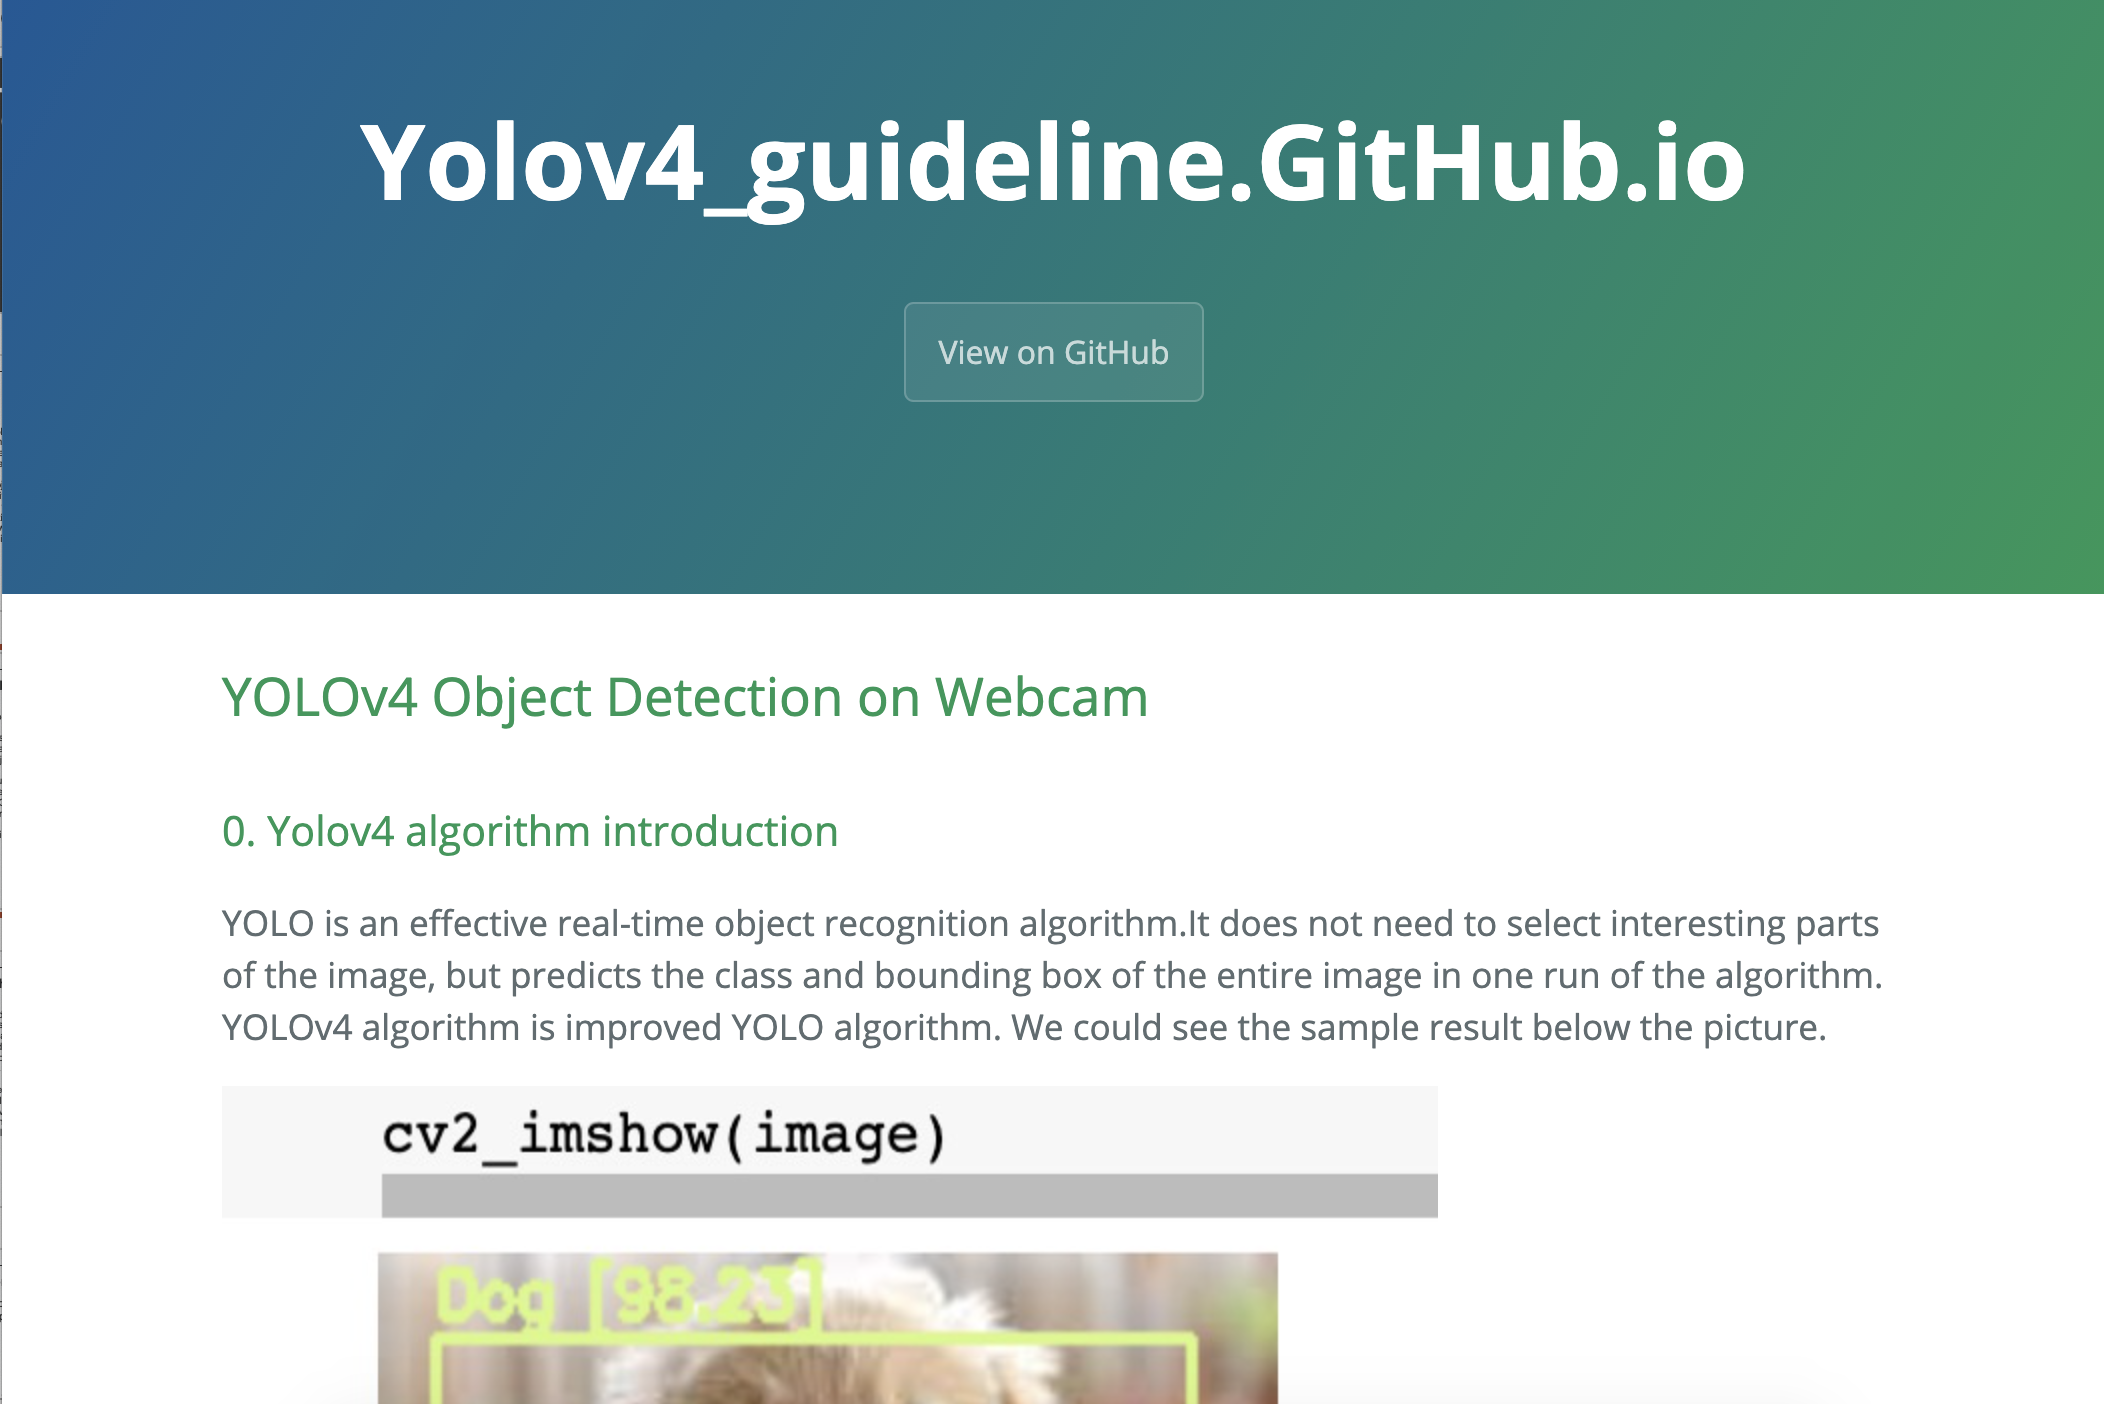 Yolov4_guideline.GitHub.io
View on GitHub
YOLOv4 Object Detection on Webcam
0. Yolov4 algorithm introduction
YOLO is an effective real-time object recognition algorithm.It does not need to select interesting parts
of the image, but predicts the class and bounding box of the entire image in one run of the algorithm.
YOLOv4 algorithm is improved YOLO algorithm. We could see the sample result below the picture.
cv2_imshow(image)
Dog [98.23]